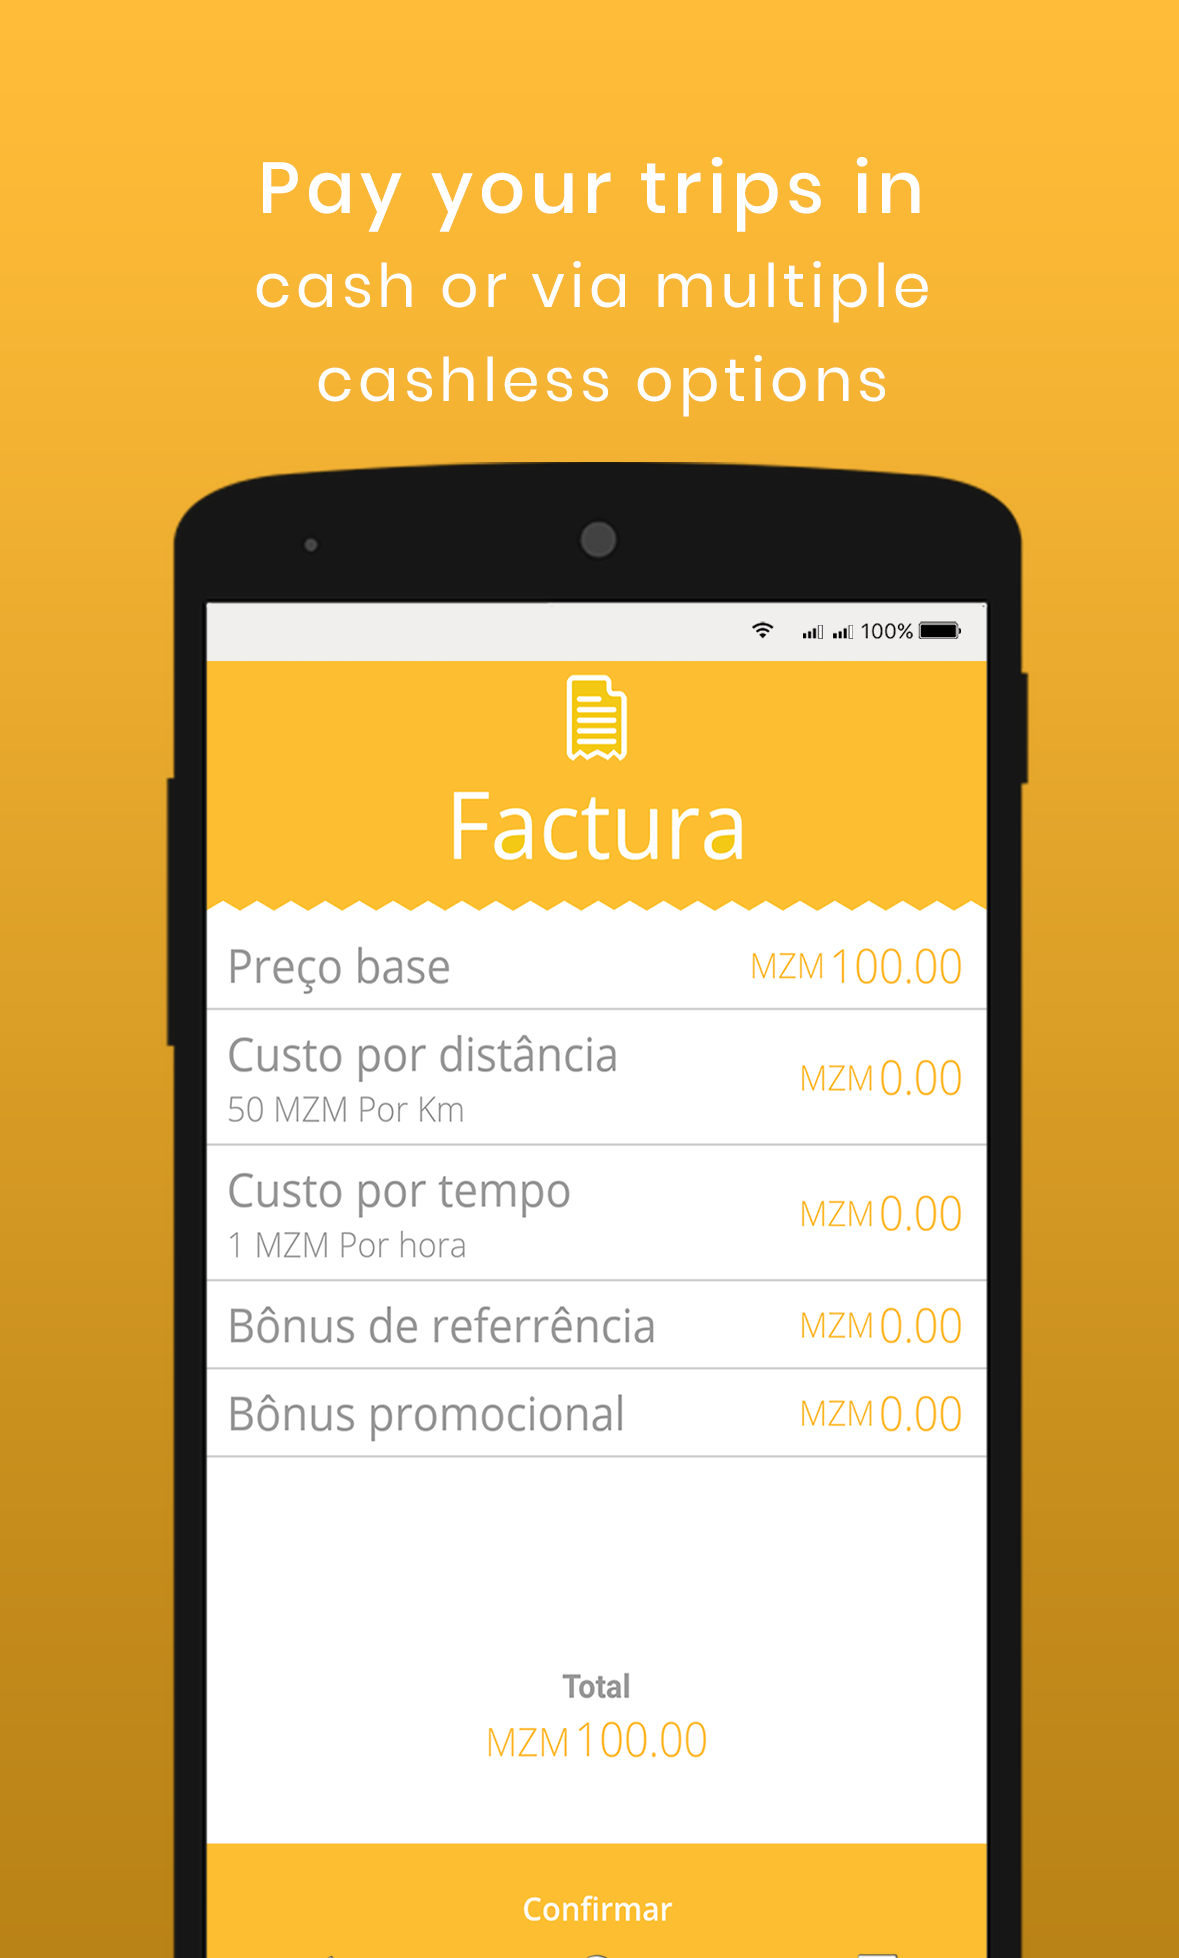 Pay your trips in
cash or via multiple
cashless options
100%
Factura
Preço base MZM 100.00
Custo por distância
50 MZM Por Km
MZM 0.00
Custo por tempo
1 MZM Por hora
MZM 0.00
Bônus de referrência MZM 0.00
Bônus promocional MZM 0.00
Total
MZM 100.00
Confirmar